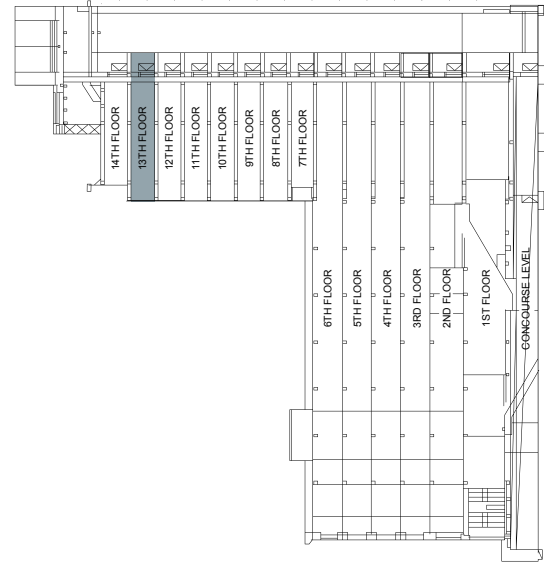 14TH FLOOR
13TH FLOOR
12TH FLOOR
11TH FLOOR
10TH FLOOR
9TH FLOOR
8TH FLOOR
7TH FLOOR
6TH FLOOR
5TH FLOOR
4TH FLOOR
3RD FLOOR
2ND FLOOR
1ST FLOOR
CONCOURSE LEVEL